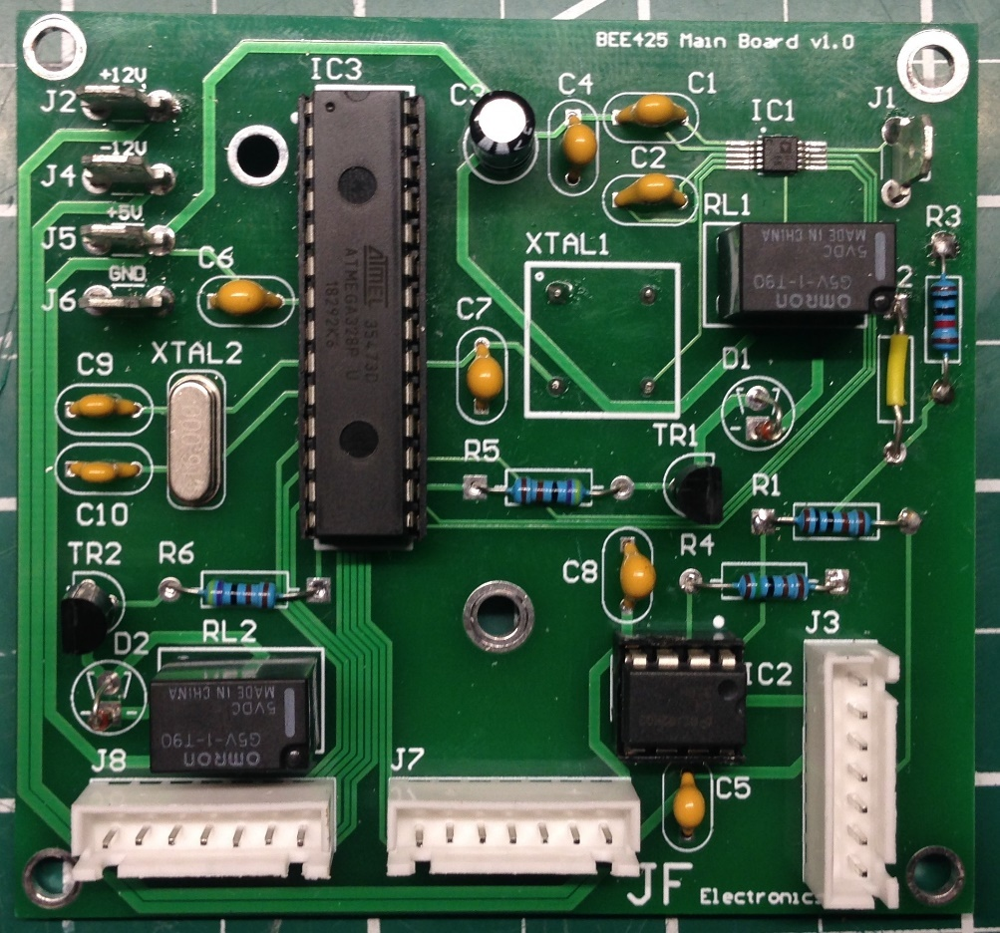 BEE425 Main Board v1.0
IC3
+12V
J2
C3
C4
C1
IC1
J1
-12V
J4
C2
+5V
J5
RL1
R3
GND
J6
C6
XTAL1
5VDC
MADE IN CHINA
OMRON
G5V-1-T90
2
ATMEL 354.73D
ATMEGA328P U
18292K6
C7
XTAL2
C9
D1
TR1
R5
R1
C10
TR2
R6
C8
R4
D2
RL2
J3
IC2
5VDC
MADE IN CHINA
OMRON
G5V-1-T90
J8
J7
C5
JF Electronics